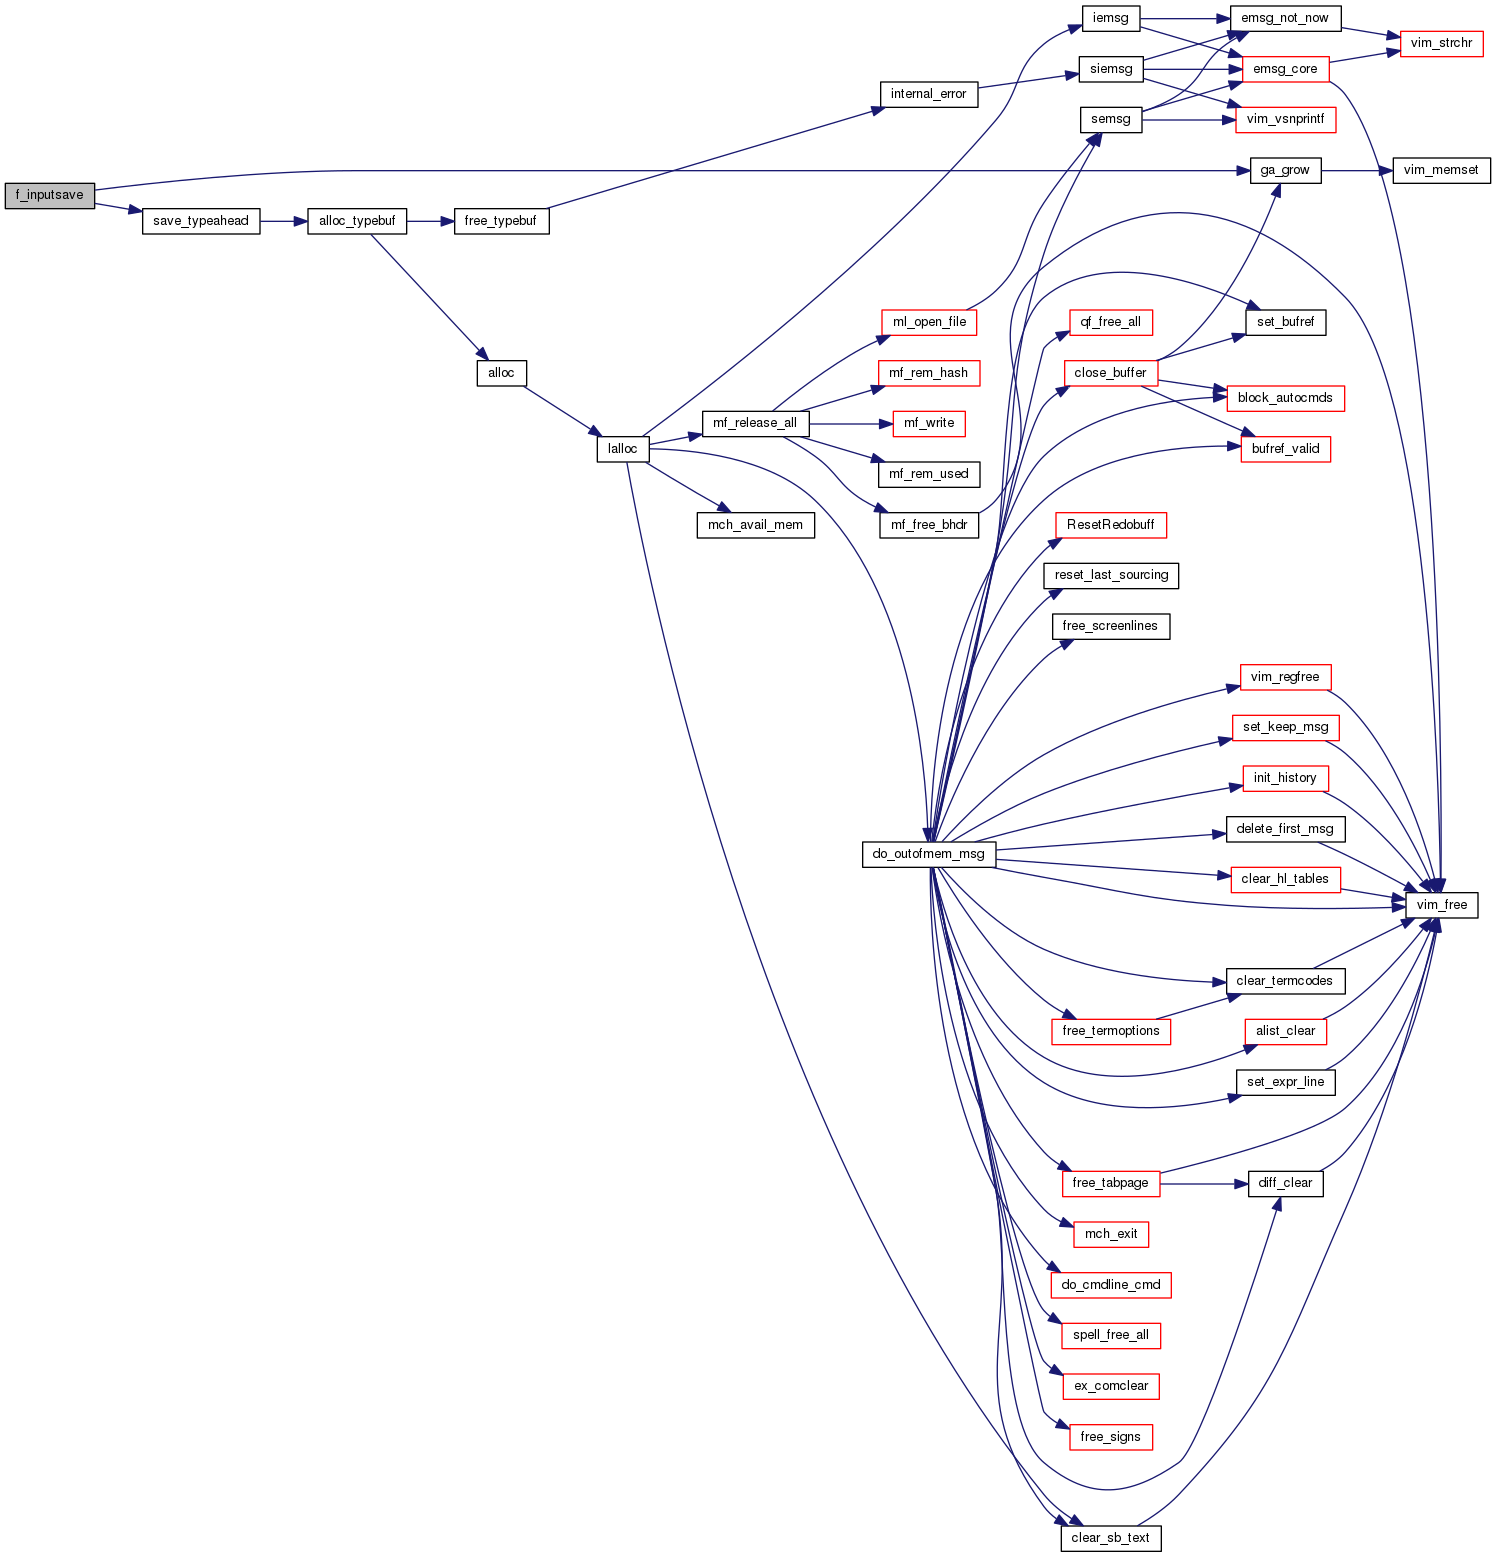 iemsg
emsg_not_now
vim_strchr
siemsg
emsg_core
internal_error
semsg
vim_vsnprintf
f_inputsave
ga_grow
vim_memset
save_typeahead
alloc_typebuf
free_typebuf
ml_open_file
qf_free_all
set_bufref
alloc
mf_rem_hash
close_buffer
block_autocmds
mf_release_all
mf_write
lalloc
bufref_valid
mf_rem_used
mch_avail_mem
mf_free_bhdr
ResetRedobuff
reset_last_sourcing
free_screenlines
vim_regfree
set_keep_msg
init_history
delete_first_msg
do_outofmem_msg
clear_hl_tables
vim_free
clear_termcodes
free_termoptions
alist_clear
set_expr_line
free_tabpage
diff_clear
mch_exit
do_cmdline_cmd
spell_free_all
ex_comclear
free_signs
clear_sb_text